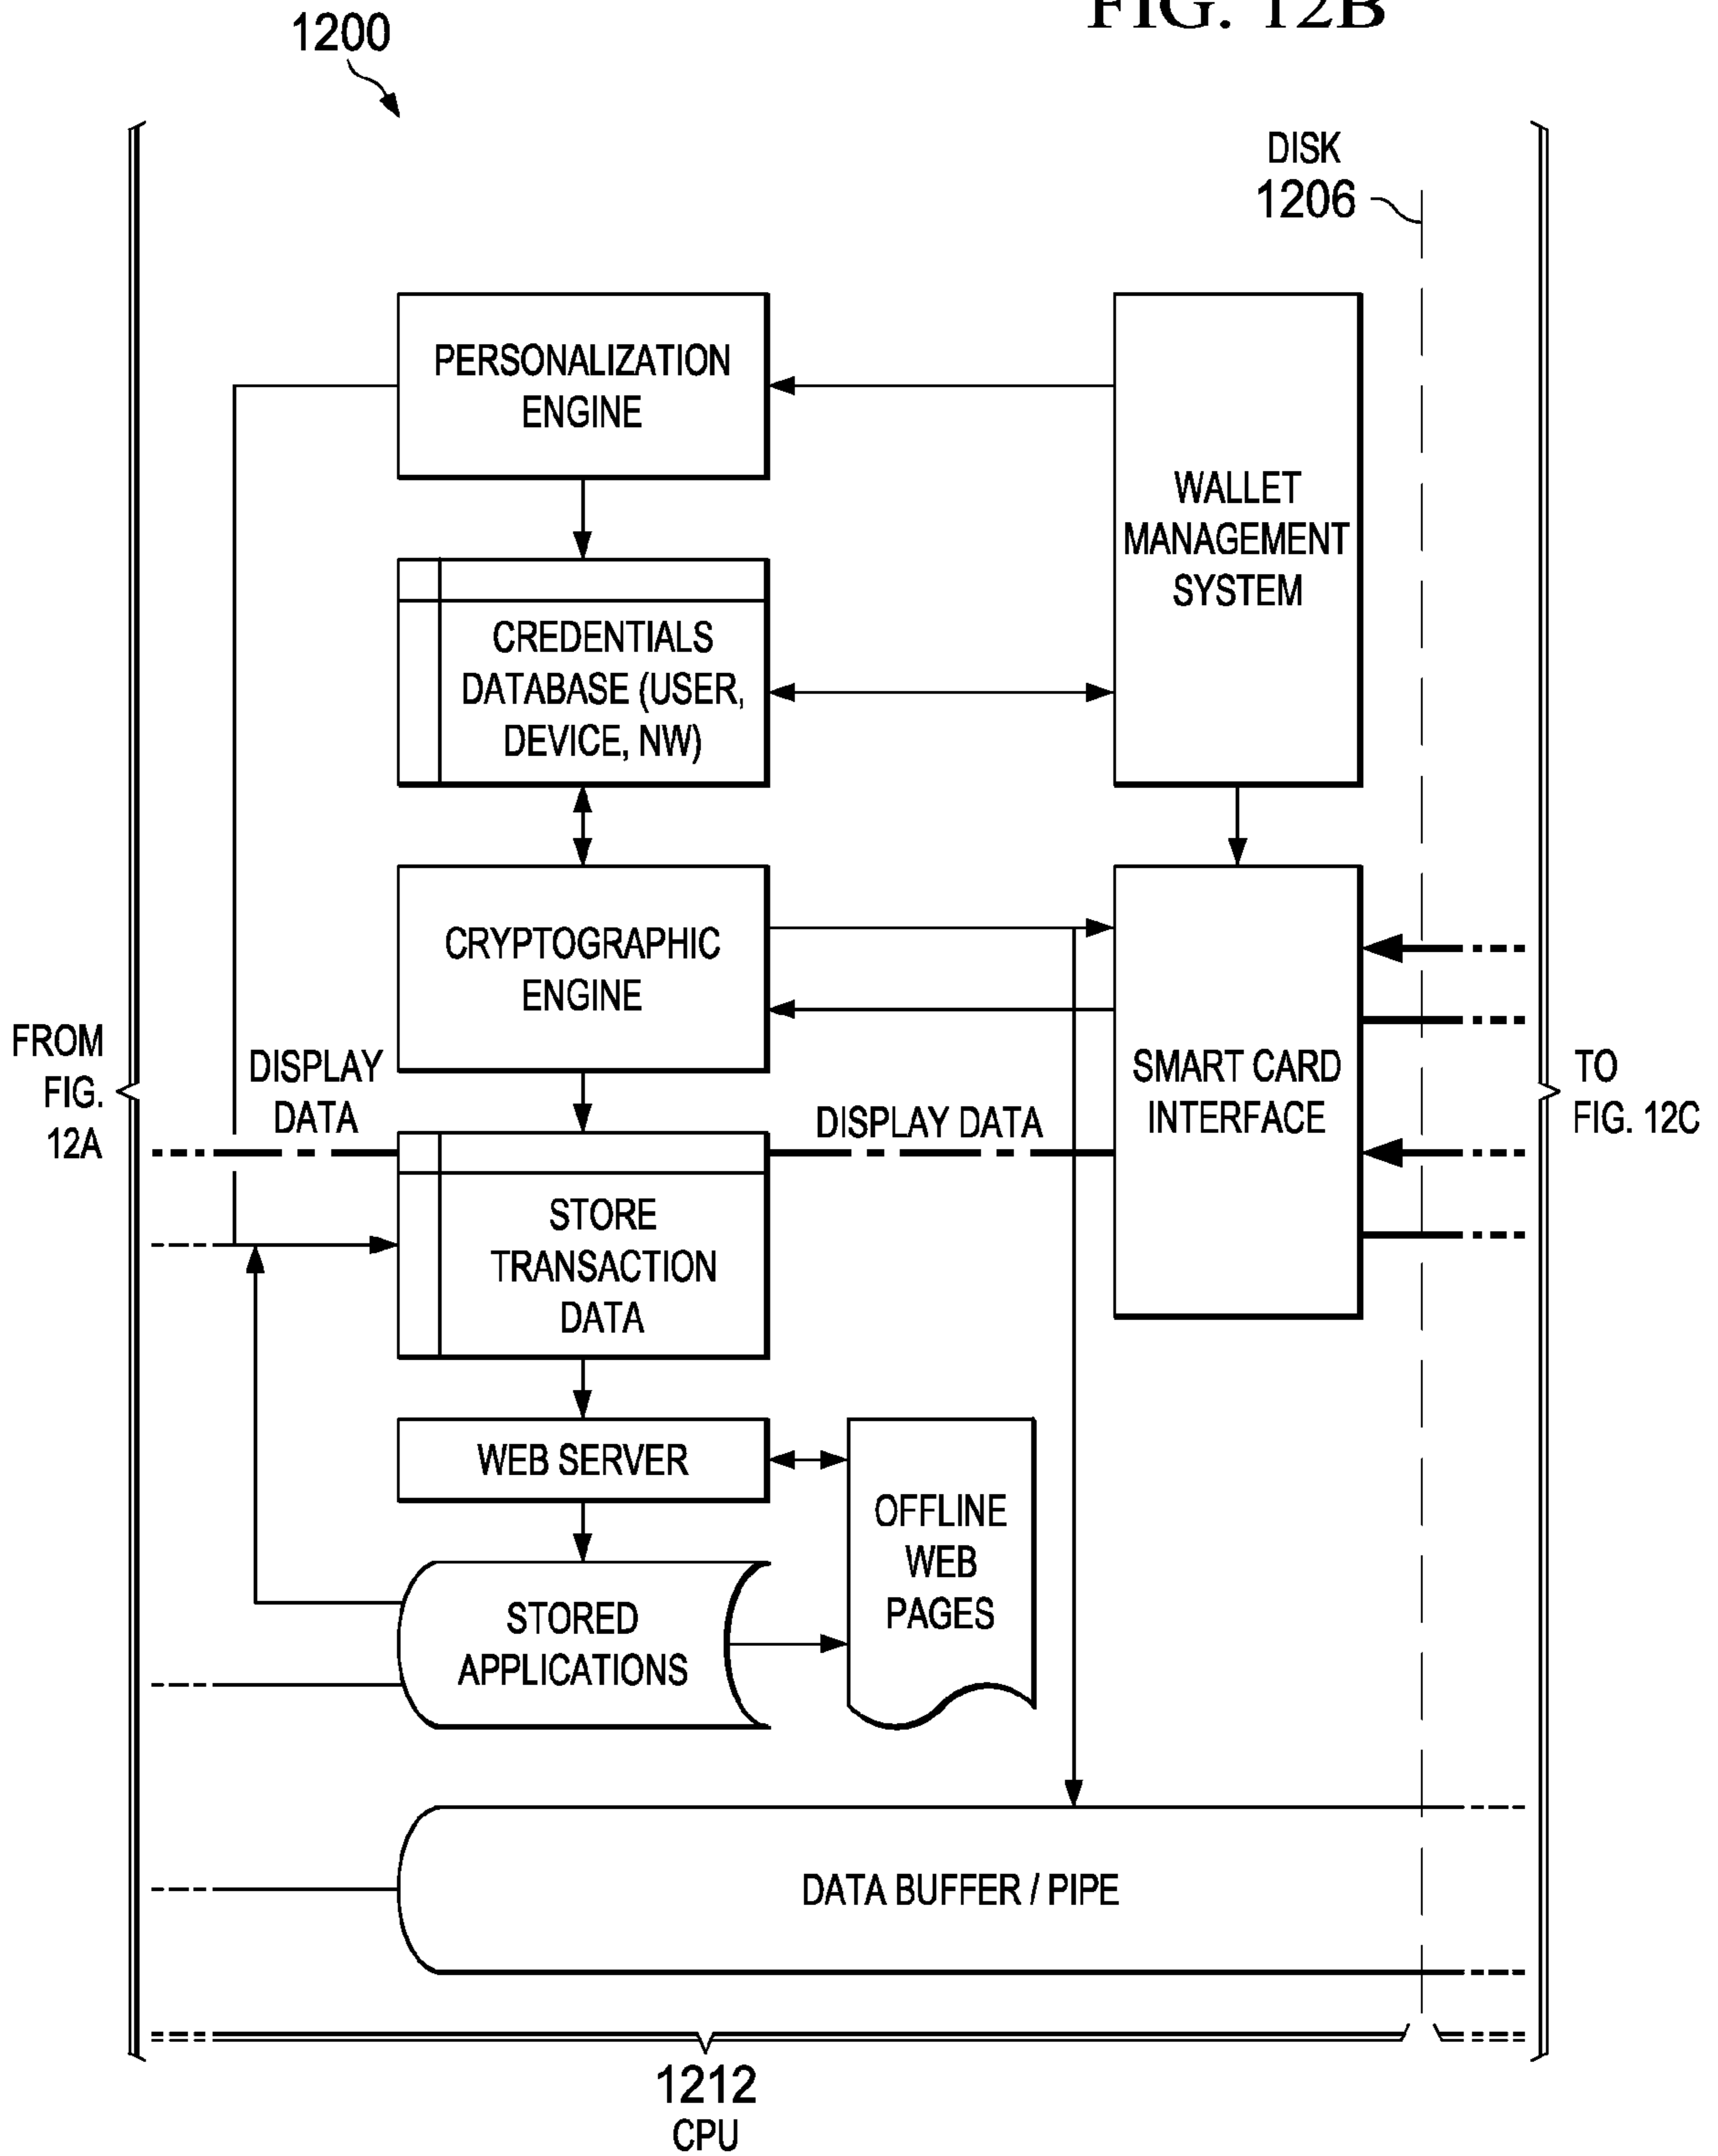 FIG. 12B
1200
DISK
1206
PERSONALIZATION
ENGINE
WALLET
MANAGEMENT
SYSTEM
CREDENTIALS
DATABASE (USER,
DEVICE, NW)
CRYPTOGRAPHIC
ENGINE
FROM
FIG.
12A
DISPLAY
DATA
DISPLAY DATA
SMART CARD
INTERFACE
TO
FIG. 12C
STORE
TRANSACTION
DATA
WEB SERVER
OFFLINE
WEB
PAGES
STORED
APPLICATIONS
DATA BUFFER / PIPE
1212
CPU